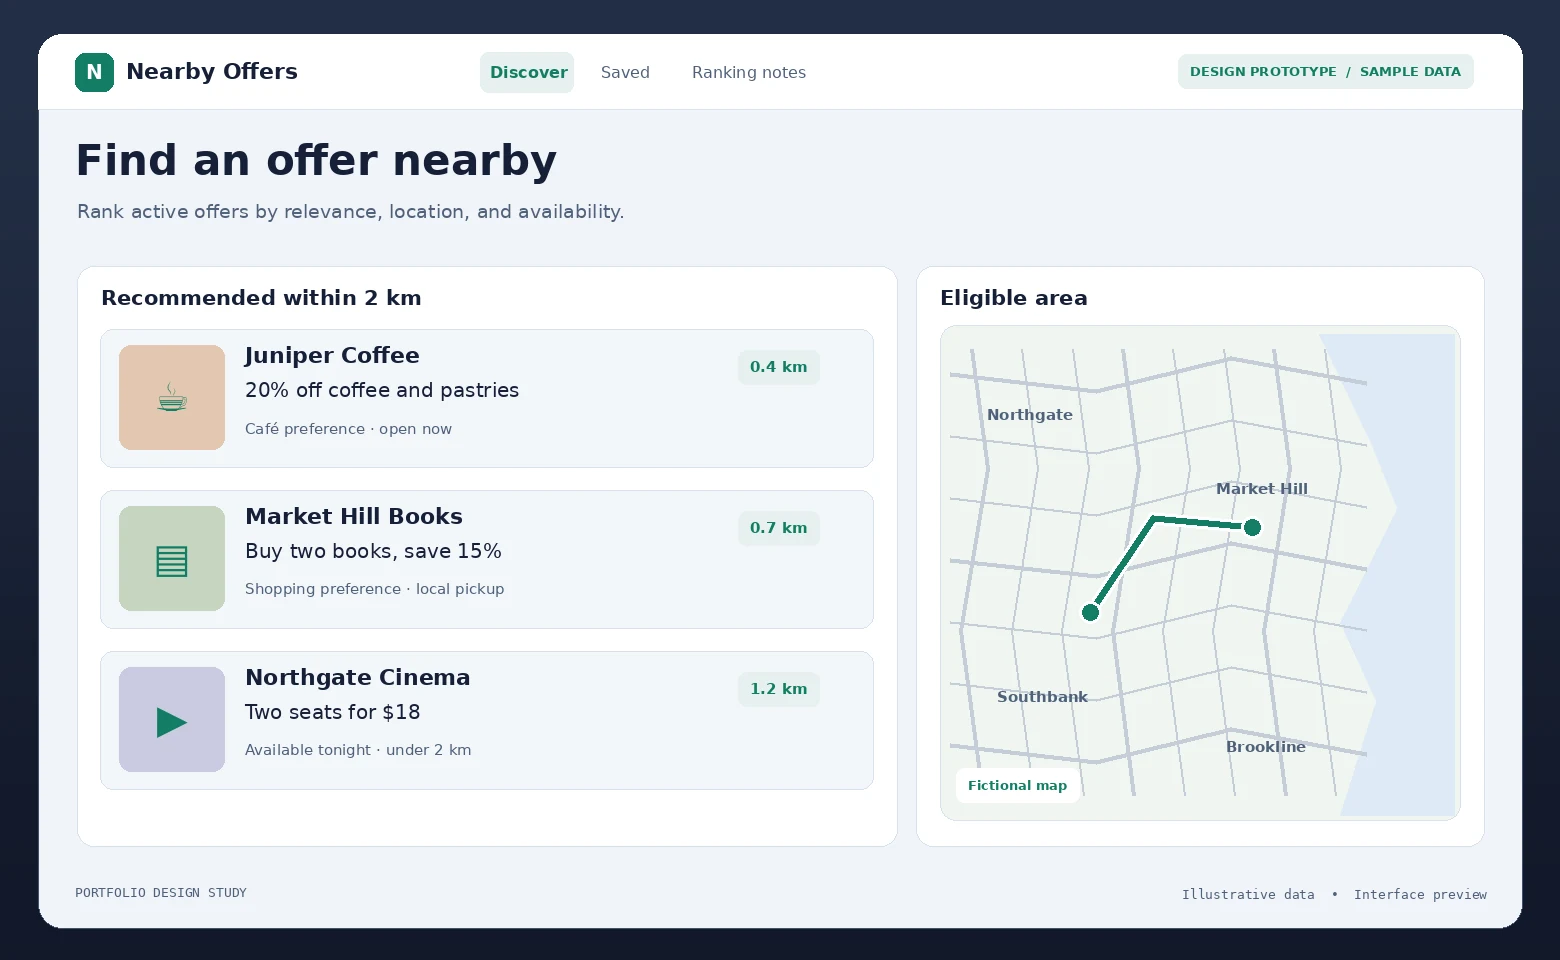 N Nearby Offers Discover Saved Ranking notes DESIGN PROTOTYPE / SAMPLE DATA
Find an offer nearby
Rank active offers by relevance, location, and availability.
Recommended within 2 km
Juniper Coffee
0.4 km
20% off coffee and pastries
Café preference · open now
Market Hill Books
0.7 km
Buy two books, save 15%
Shopping preference · local pickup
Northgate Cinema
1.2 km
Two seats for $18
Available tonight · under 2 km
Eligible area
Northgate
Market Hill
Southbank
Brookline
Fictional map
PORTFOLIO DESIGN STUDY
Illustrative data • Interface preview